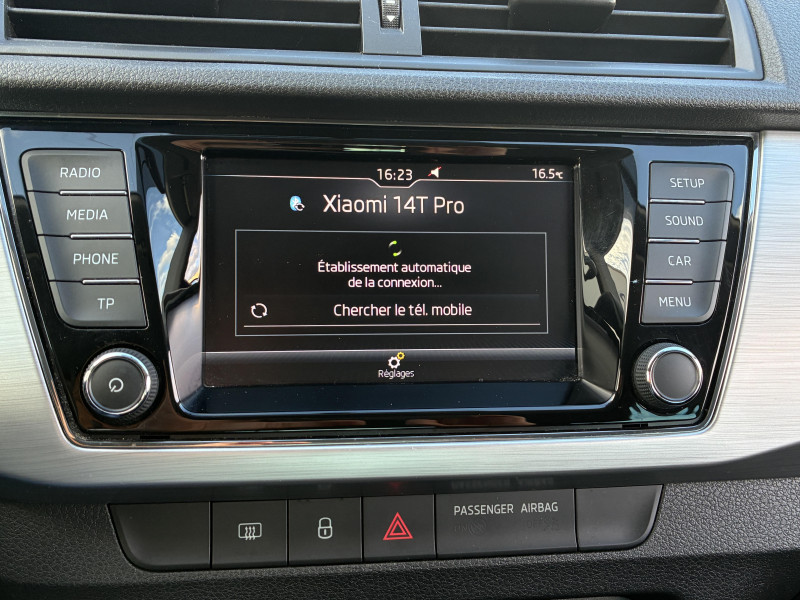 16:23
16.5°C
RADIO
MEDIA
PHONE
TP
Xiaomi 14T Pro
Établissement automatique
de la connexion...
Chercher le tél. mobile
Réglages
SETUP
SOUND
CAR
MENU
PASSENGER AIRBAG